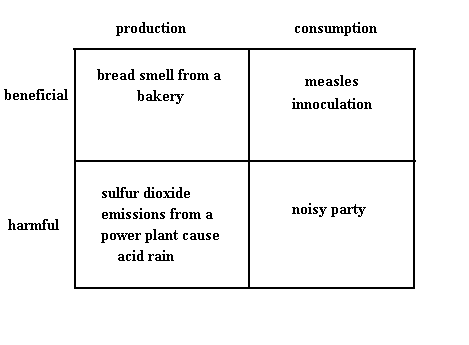 production consumption
beneficial
bread smell from a
bakery
measles
innoculation
harmful
sulfur dioxide
emissions from a
power plant cause
acid rain
noisy party